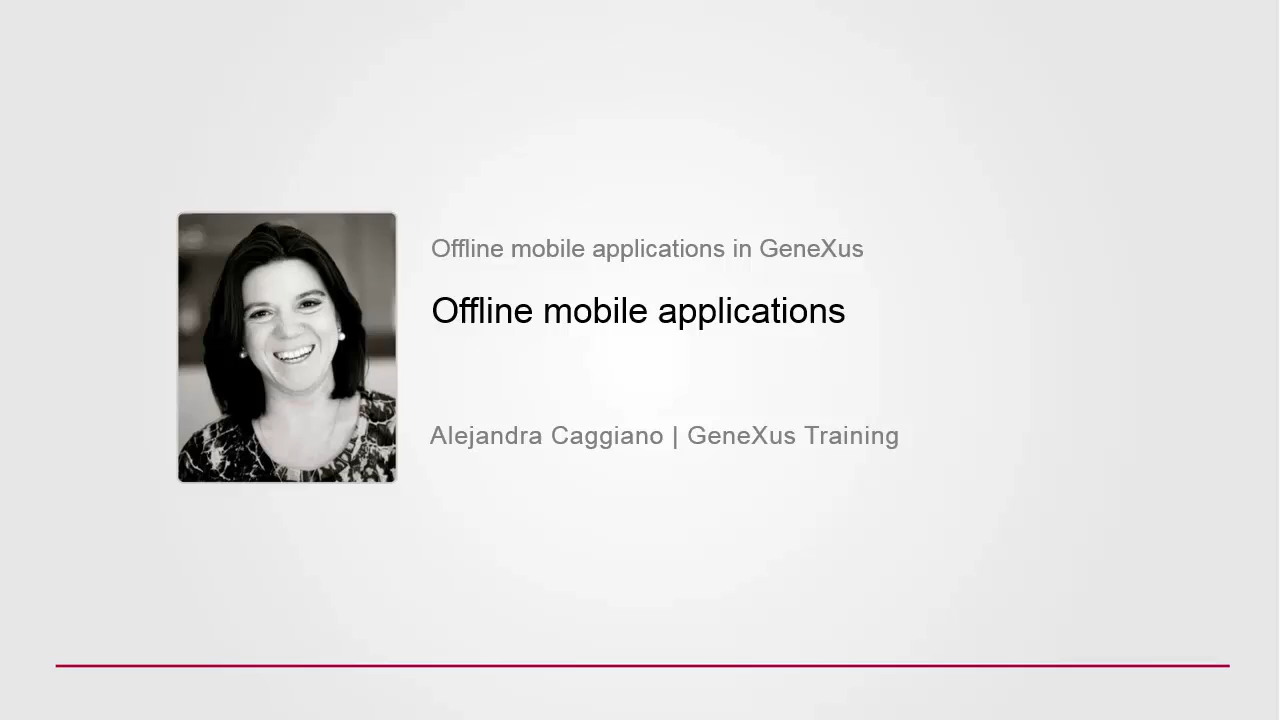 Offline mobile applications in GeneXus
Offline mobile applications
Alejandra Caggiano | GeneXus Training